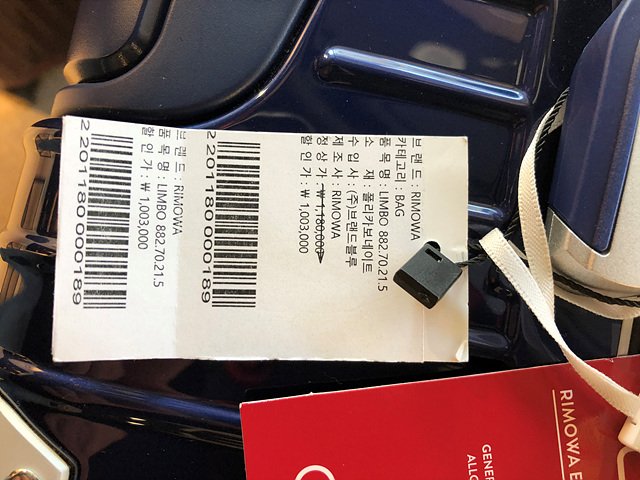 브 랜 드 : RIMOWA
카테고리 : BAG
품 목 명 : LIMBO 882.70.21.5
소    재 : 폴리카보네이트
수 입 사 : (주)브랜드블루
제 조 사 : RIMOWA
정 상 가 : ₩ 1,180,000
할 인 가 : ₩ 1,003,000
2201180000189
브 랜 드 : RIMOWA
품 목 명 : LIMBO 882.70.21.5
할 인 가 : ₩ 1,003,000
2201180000189
RIMOWA E
GENER
ALLG